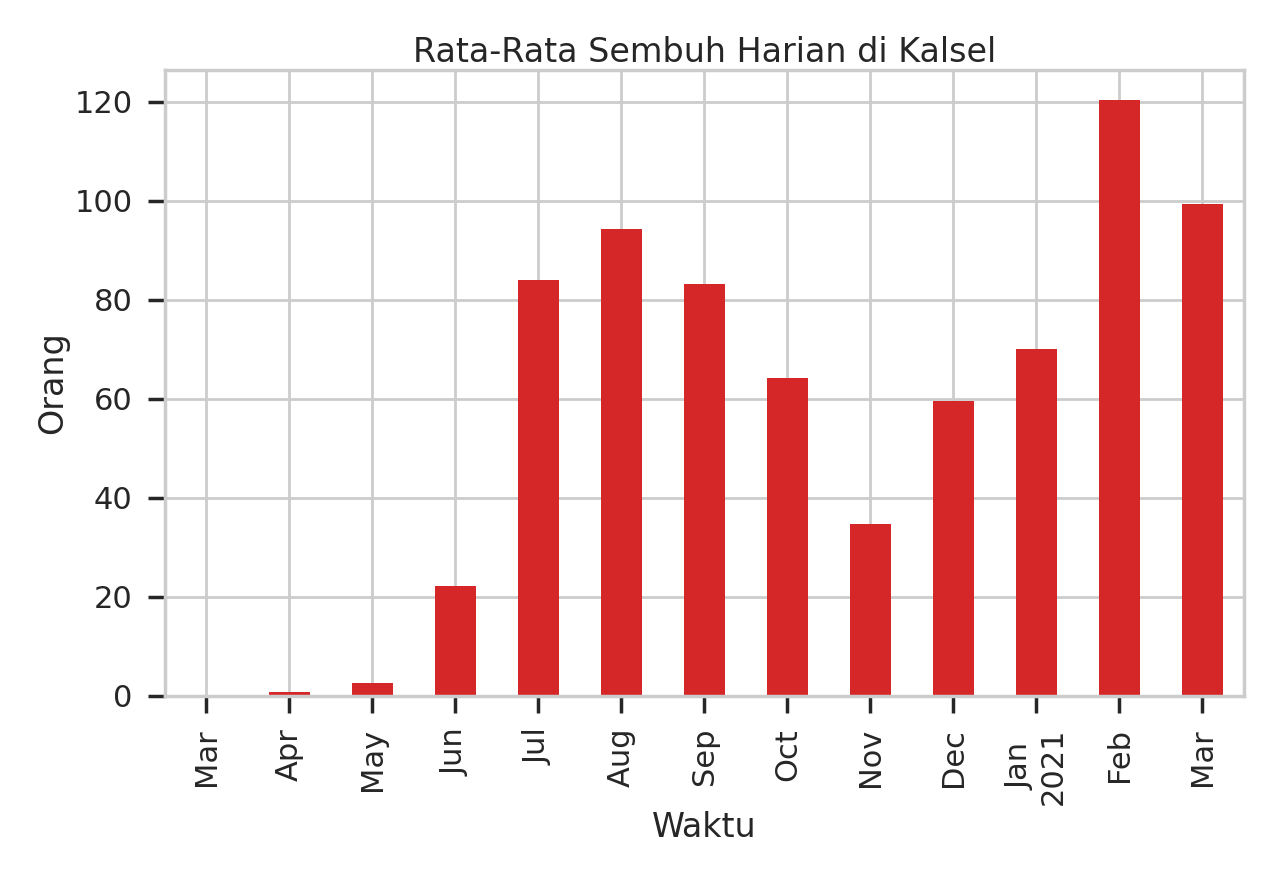 Rata-Rata Sembuh Harian di Kalsel
120
100
80
60
40
20
0
Orang
Mar
Apr
May
Jun
Jul
Aug
Sep
Oct
Nov
Dec
Jan
2021
Feb
Mar
Waktu